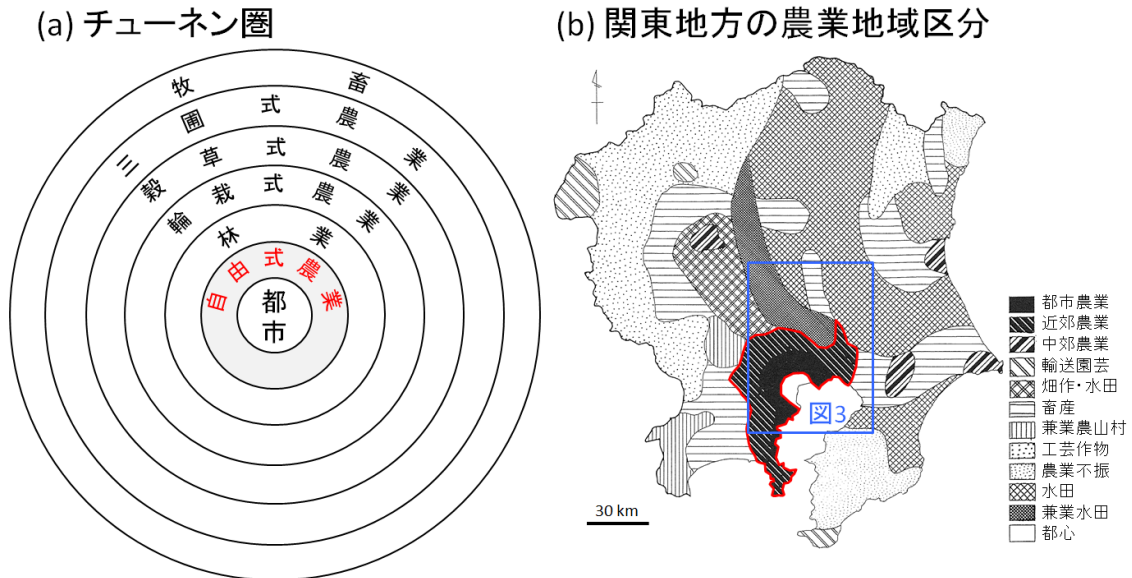 (a) チューネン圏
牧畜
三圃式農業
穀草式農業
輪栽式農業
林業
自由式農業
都市
(b) 関東地方の農業地域区分
図3
30 km
都市農業
近郊農業
中郊農業
輸送園芸
畑作・水田
畜産
兼業農山村
工芸作物
農業不振
水田
兼業水田
都心